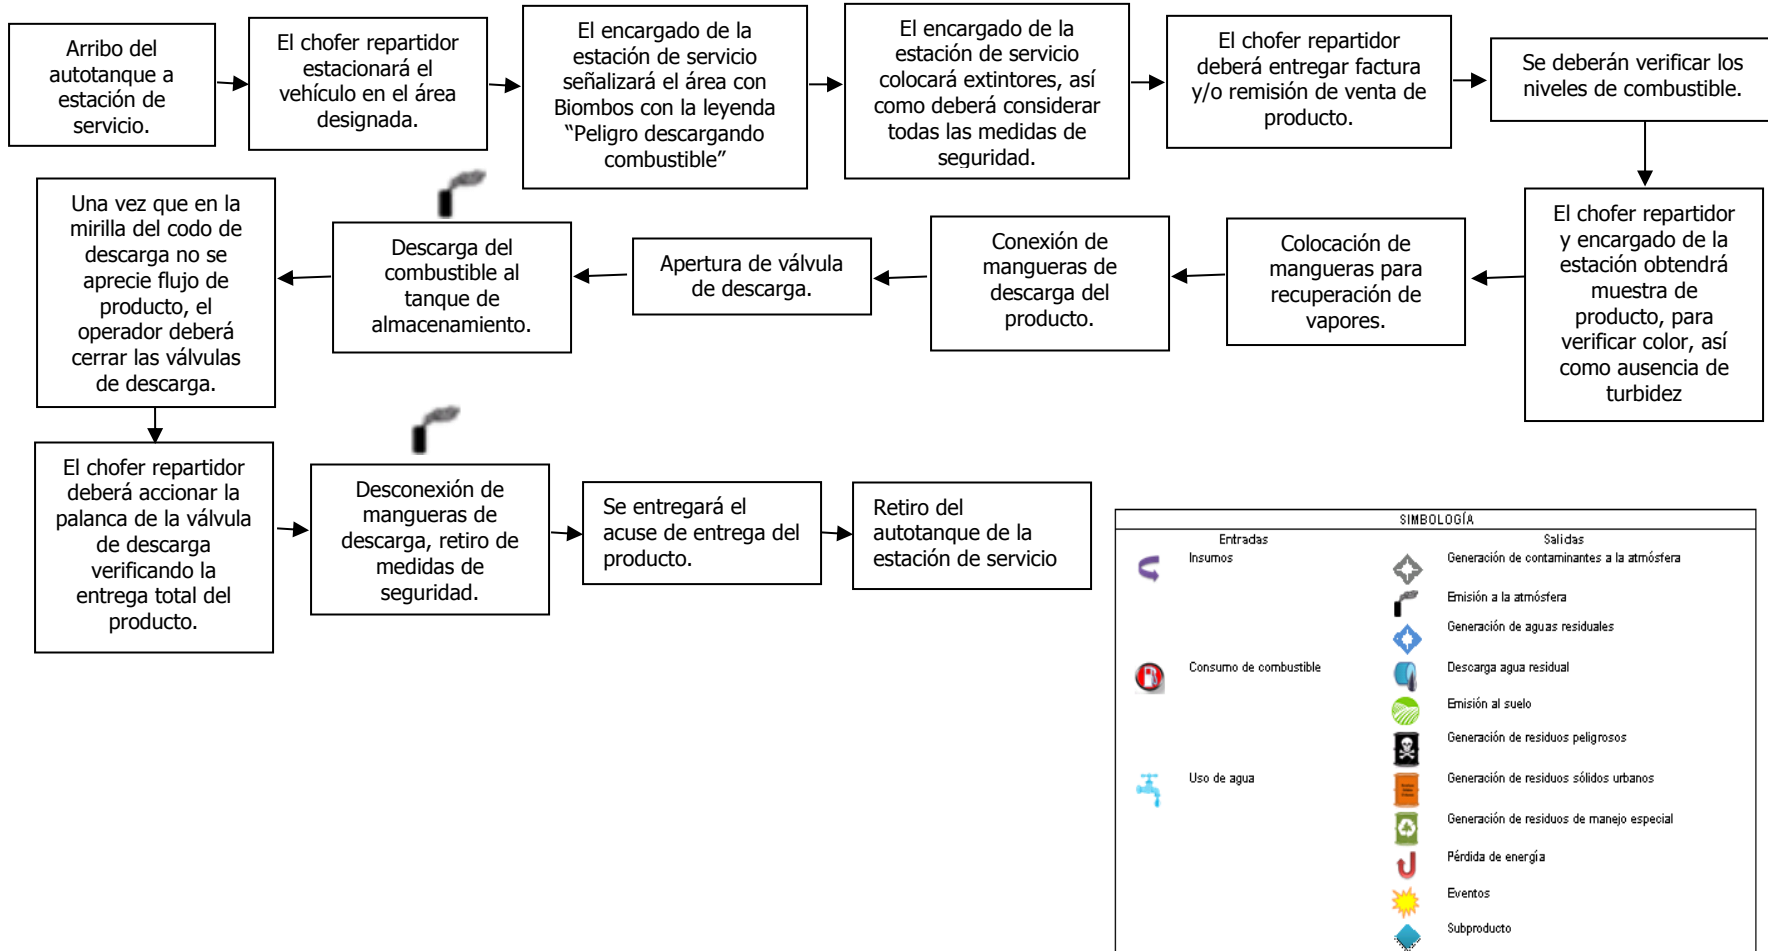 Arribo del
autotanque a
estación de
servicio.
El chofer repartidor
estacionará el
vehículo en el área
designada.
El encargado de la
estación de servicio
señalizará el área con
Biombos con la leyenda
“Peligro descargando
combustible”
El encargado de la
estación de servicio
colocará extintores, así
como deberá considerar
todas las medidas de
seguridad.
El chofer repartidor
deberá entregar factura
y/o remisión de venta de
producto.
Se deberán verificar los
niveles de combustible.
El chofer repartidor
y encargado de la
estación obtendrá
muestra de
producto, para
verificar color, así
como ausencia de
turbidez
Colocación de
mangueras para
recuperación de
vapores.
Conexión de
mangueras de
descarga del
producto.
Apertura de válvula
de descarga.
Descarga del
combustible al
tanque de
almacenamiento.
Una vez que en la
mirilla del codo de
descarga no se
aprecie flujo de
producto, el
operador deberá
cerrar las válvulas
de descarga.
El chofer repartidor
deberá accionar la
palanca de la válvula
de descarga
verificando la
entrega total del
producto.
Desconexión de
mangueras de
descarga, retiro de
medidas de
seguridad.
Se entregará el
acuse de entrega del
producto.
Retiro del
autotanque de la
estación de servicio
SIMBOLOGÍA
Entradas
Salidas
Insumos
Generación de contaminantes a la atmósfera
Emisión a la atmósfera
Generación de aguas residuales
Consumo de combustible
Descarga agua residual
Emisión al suelo
Generación de residuos peligrosos
Uso de agua
Generación de residuos sólidos urbanos
Generación de residuos de manejo especial
Pérdida de energía
Eventos
Subproducto